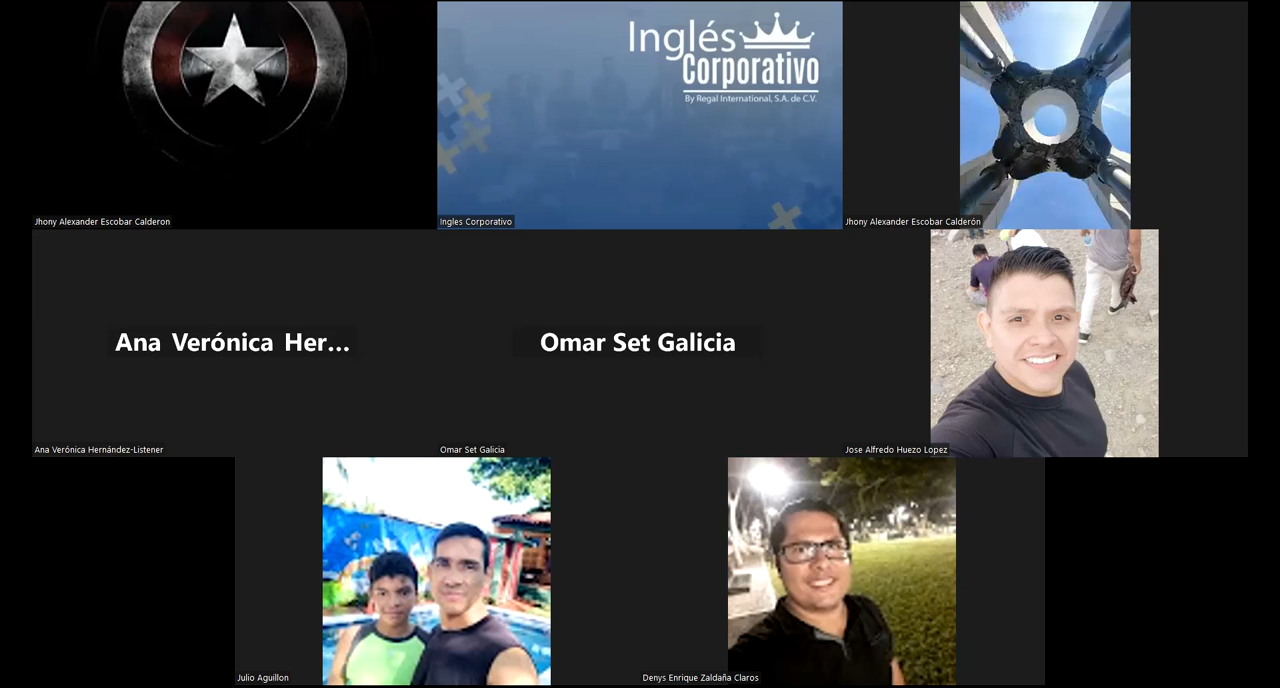 Inglés
Corporativo
By Regal International, S.A. de C.V.
Jhony Alexander Escobar Calderon
Ingles Corporativo
Jhony Alexander Escobar Calderón
Ana Verónica Her...
Omar Set Galicia
Ana Verónica Hernández-Listener
Omar Set Galicia
Jose Alfredo Huezo Lopez
Julio Aguillon
Denys Enrique Zaldaña Claros